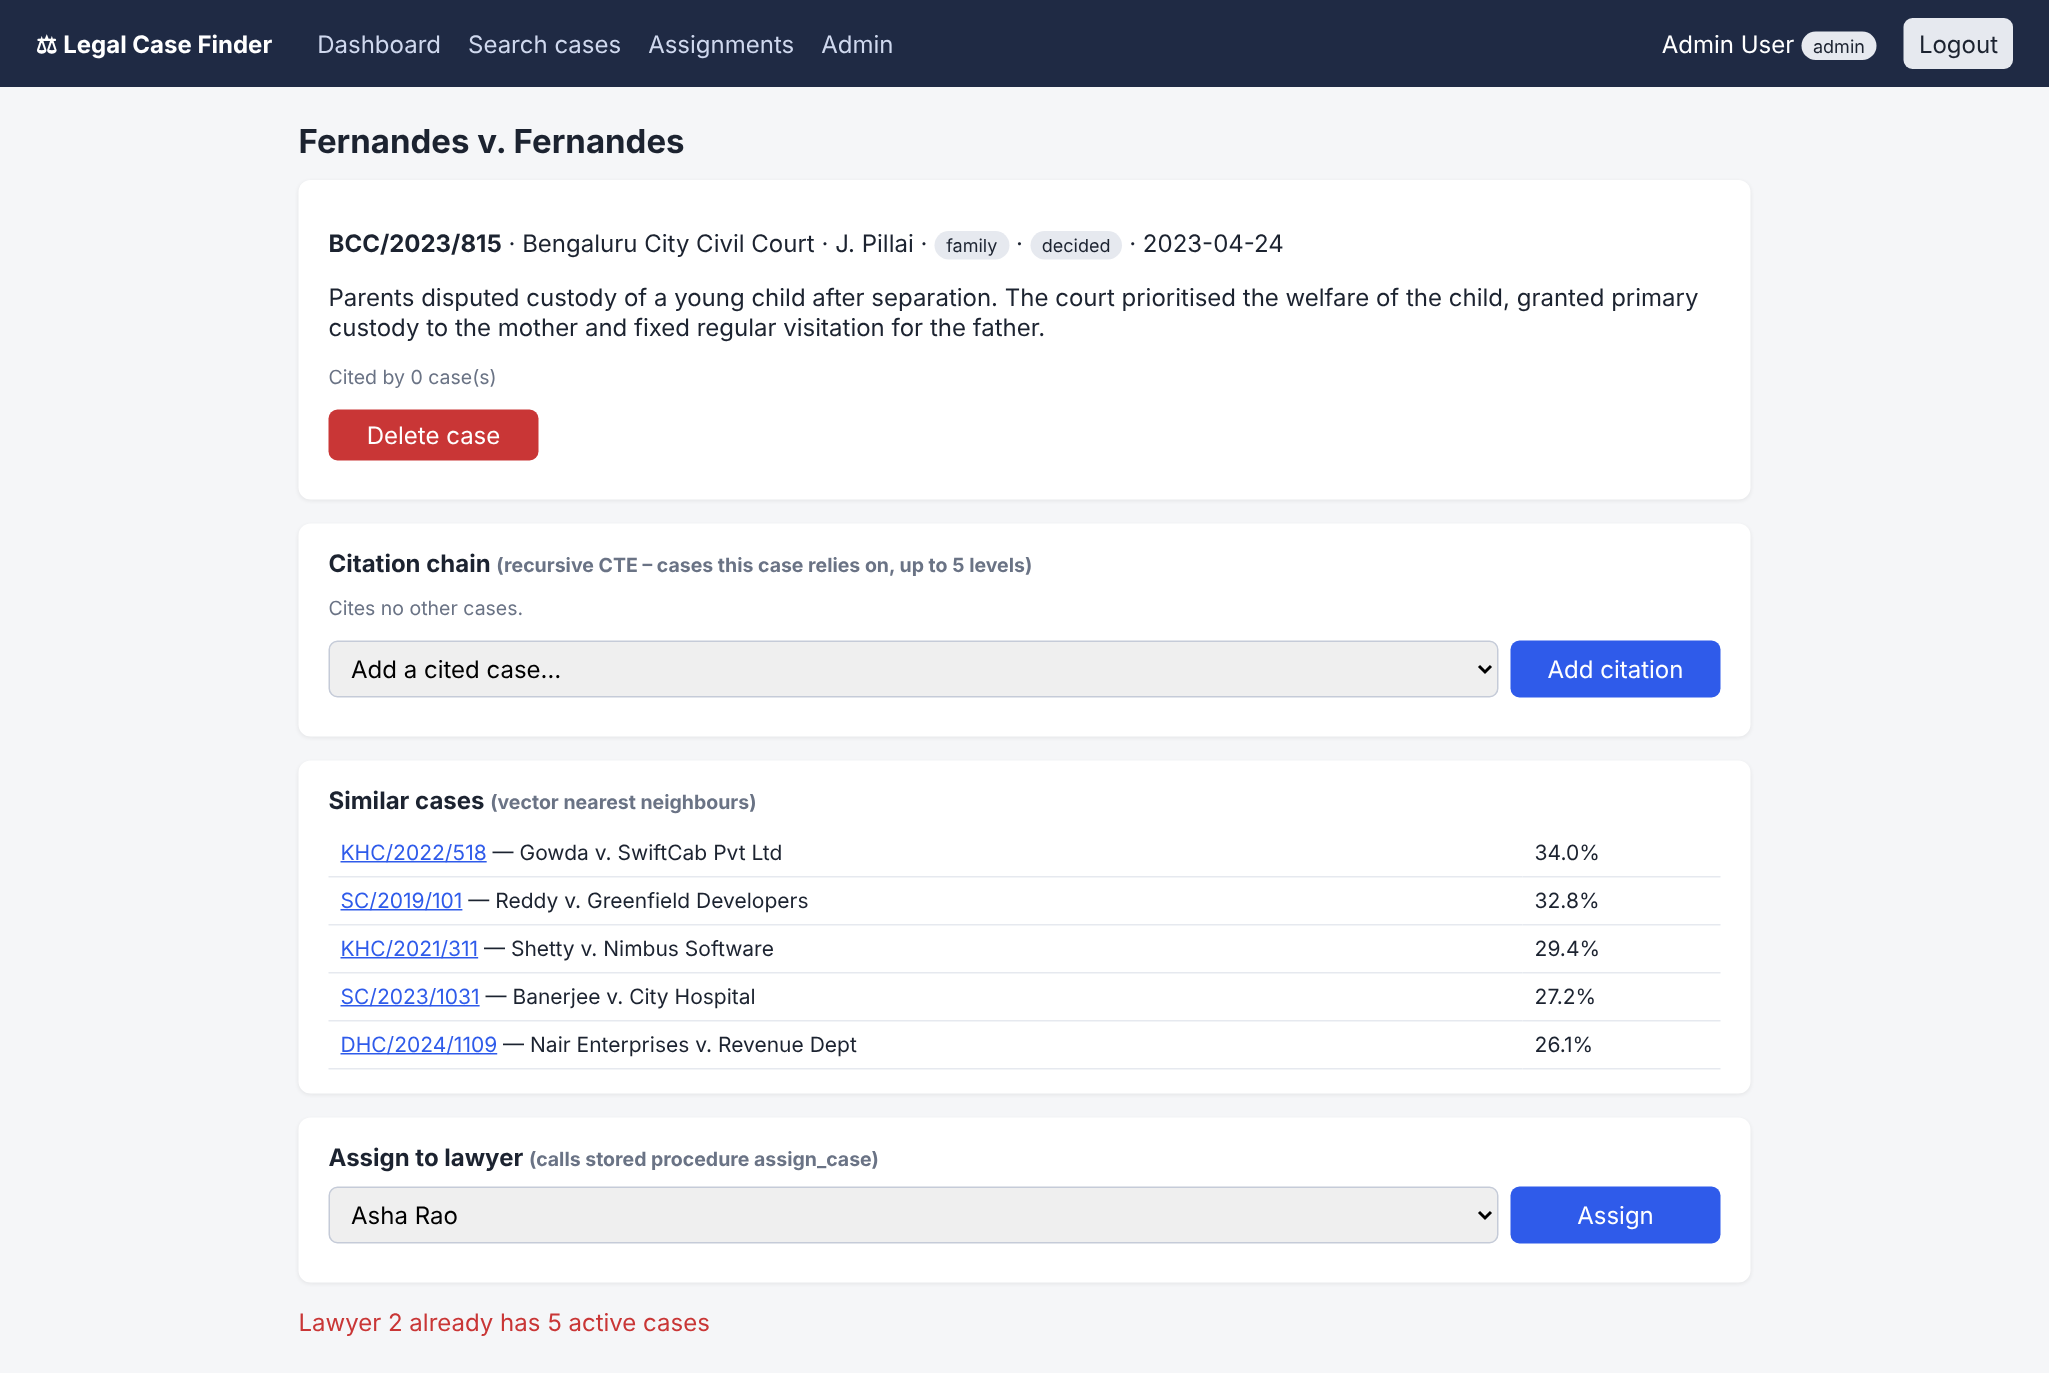 ⚖ Legal Case Finder Dashboard Search cases Assignments Admin Admin User admin Logout
Fernandes v. Fernandes
BCC/2023/815 · Bengaluru City Civil Court · J. Pillai · family · decided · 2023-04-24
Parents disputed custody of a young child after separation. The court prioritised the welfare of the child, granted primary
custody to the mother and fixed regular visitation for the father.
Cited by 0 case(s)
Delete case
Citation chain (recursive CTE – cases this case relies on, up to 5 levels)
Cites no other cases.
Add a cited case... Add citation
Similar cases (vector nearest neighbours)
KHC/2022/518 — Gowda v. SwiftCab Pvt Ltd 34.0%
SC/2019/101 — Reddy v. Greenfield Developers 32.8%
KHC/2021/311 — Shetty v. Nimbus Software 29.4%
SC/2023/1031 — Banerjee v. City Hospital 27.2%
DHC/2024/1109 — Nair Enterprises v. Revenue Dept 26.1%
Assign to lawyer (calls stored procedure assign_case)
Asha Rao Assign
Lawyer 2 already has 5 active cases